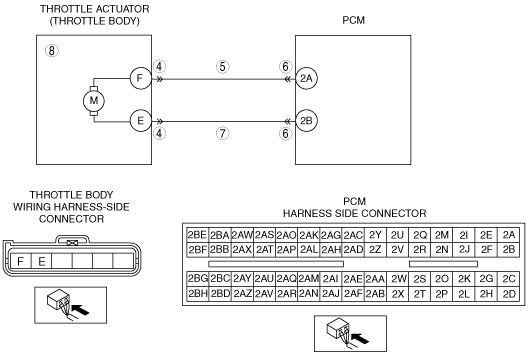 THROTTLE ACTUATOR
(THROTTLE BODY)
PCM
8
4
5
6
F
2A
M
E
2B
4
7
6
THROTTLE BODY
WIRING HARNESS-SIDE
CONNECTOR
F E
PCM
HARNESS SIDE CONNECTOR
2BE 2BA 2AW 2AS 2AO 2AK 2AG 2AC 2Y 2U 2Q 2M 2I 2E 2A
2BF 2BB 2AX 2AT 2AP 2AL 2AH 2AD 2Z 2V 2R 2N 2J 2F 2B
2BG 2BC 2AY 2AU 2AQ 2AM 2AI 2AE 2AA 2W 2S 2O 2K 2G 2C
2BH 2BD 2AZ 2AV 2AR 2AN 2AJ 2AF 2AB 2X 2T 2P 2L 2H 2D